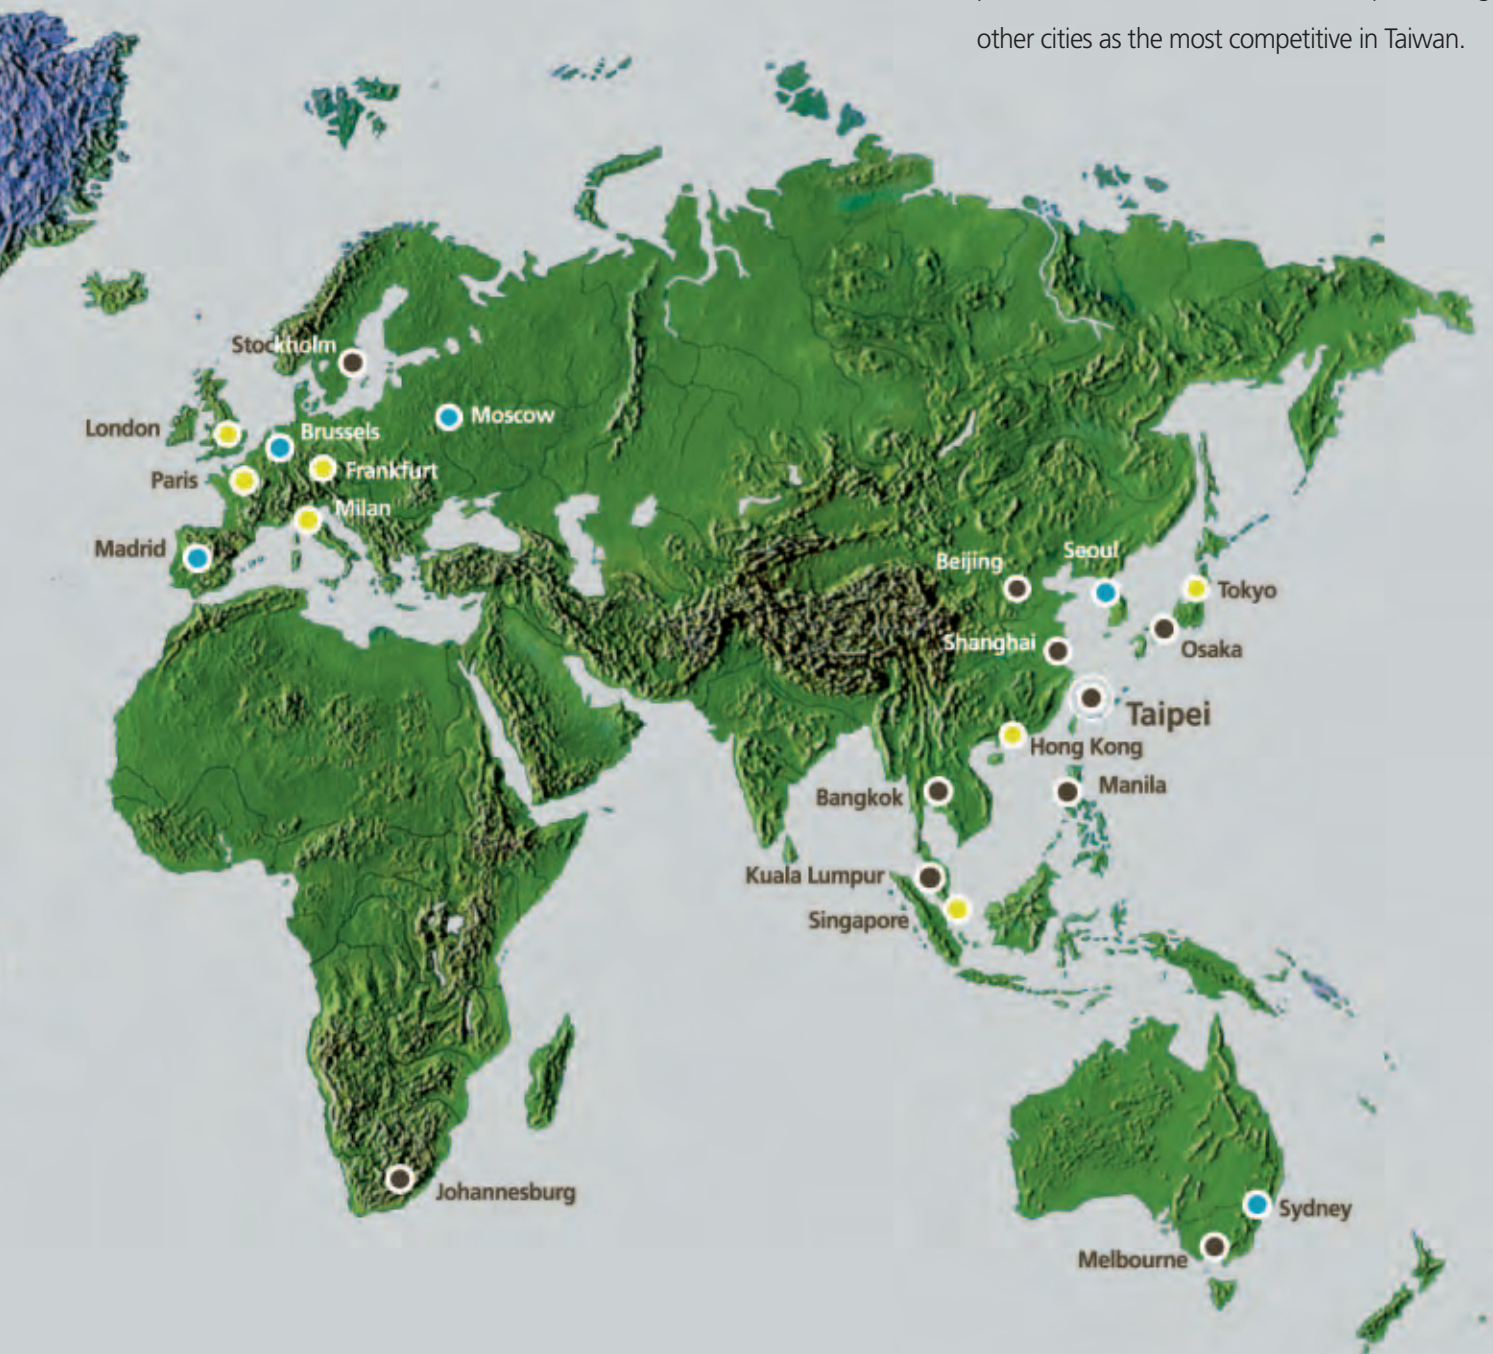 other cities as the most competitive in Taiwan.
Stockholm
Moscow
London
Brussels
Frankfurt
Paris
Milan
Madrid
Seoul
Beijing
Tokyo
Shanghai
Osaka
Taipei
Hong Kong
Manila
Bangkok
Kuala Lumpur
Singapore
Johannesburg
Sydney
Melbourne